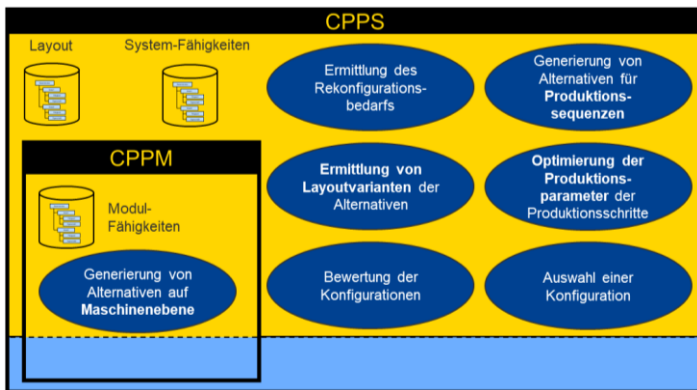 CPPS
Layout
System-Fähigkeiten
Ermittlung des
Rekonfigurations-
bedarfs
Generierung von
Alternativen für
Produktions-
sequenzen
CPPM
Modul-
Fähigkeiten
Generierung von
Alternativen auf
Maschinenebene
Ermittlung von
Layoutvarianten der
Alternativen
Optimierung der
Produktions-
parameter der
Produktionsschritte
Bewertung der
Konfigurationen
Auswahl einer
Konfiguration